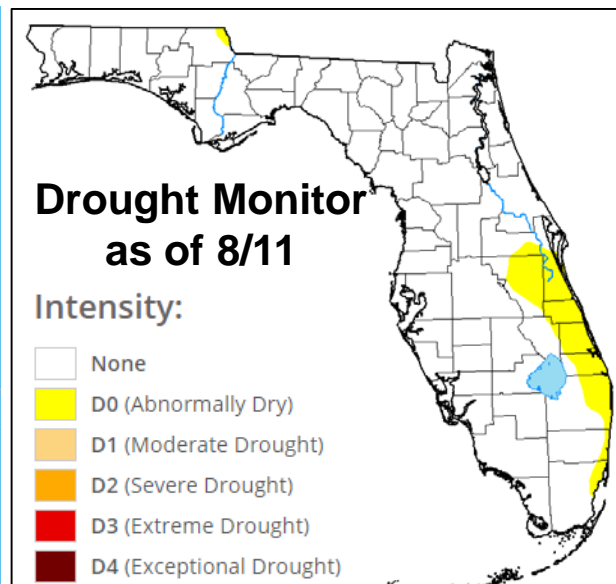 Drought Monitor
as of 8/11
Intensity:
None
D0 (Abnormally Dry)
D1 (Moderate Drought)
D2 (Severe Drought)
D3 (Extreme Drought)
D4 (Exceptional Drought)